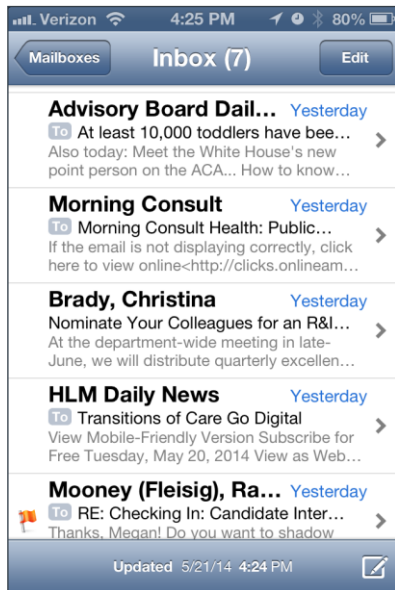 Verizon 4:25 PM 80%
Mailboxes Inbox (7) Edit
Advisory Board Dail... Yesterday
To At least 10,000 toddlers have bee...
Also today: Meet the White House's new
point person on the ACA... How to know...
Morning Consult Yesterday
To Morning Consult Health: Public...
If the email is not displaying correctly, click
here to view online<http://clicks.onlineam...
Brady, Christina Yesterday
Nominate Your Colleagues for an R&I...
At the department-wide meeting in late-
June, we will distribute quarterly excellen...
HLM Daily News Yesterday
To Transitions of Care Go Digital
View Mobile-Friendly Version Subscribe for
Free Tuesday, May 20, 2014 View as Web...
Mooney (Fleisig), Ra... Yesterday
To RE: Checking In: Candidate Inter...
Thanks, Megan! Do you want to shadow
Updated 5/21/14 4:24 PM